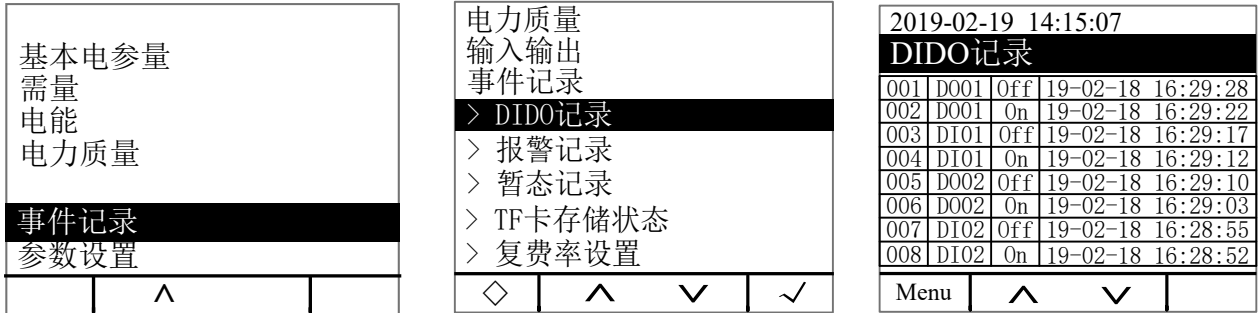 基本电参量
需量
电能
电力质量
事件记录
参数设置
∧
电力质量
输入输出
事件记录
> DIDO记录
> 报警记录
> 暂态记录
> TF卡存储状态
> 复费率设置
◇ ∧ ∨ √
2019-02-19 14:15:07
DIDO记录
001 DO01 Off 19-02-18 16:29:28
002 DO01 On 19-02-18 16:29:22
003 DI01 Off 19-02-18 16:29:17
004 DI01 On 19-02-18 16:29:12
005 DO02 Off 19-02-18 16:29:10
006 DO02 On 19-02-18 16:29:03
007 DI02 Off 19-02-18 16:28:55
008 DI02 On 19-02-18 16:28:52
Menu ∧ ∨